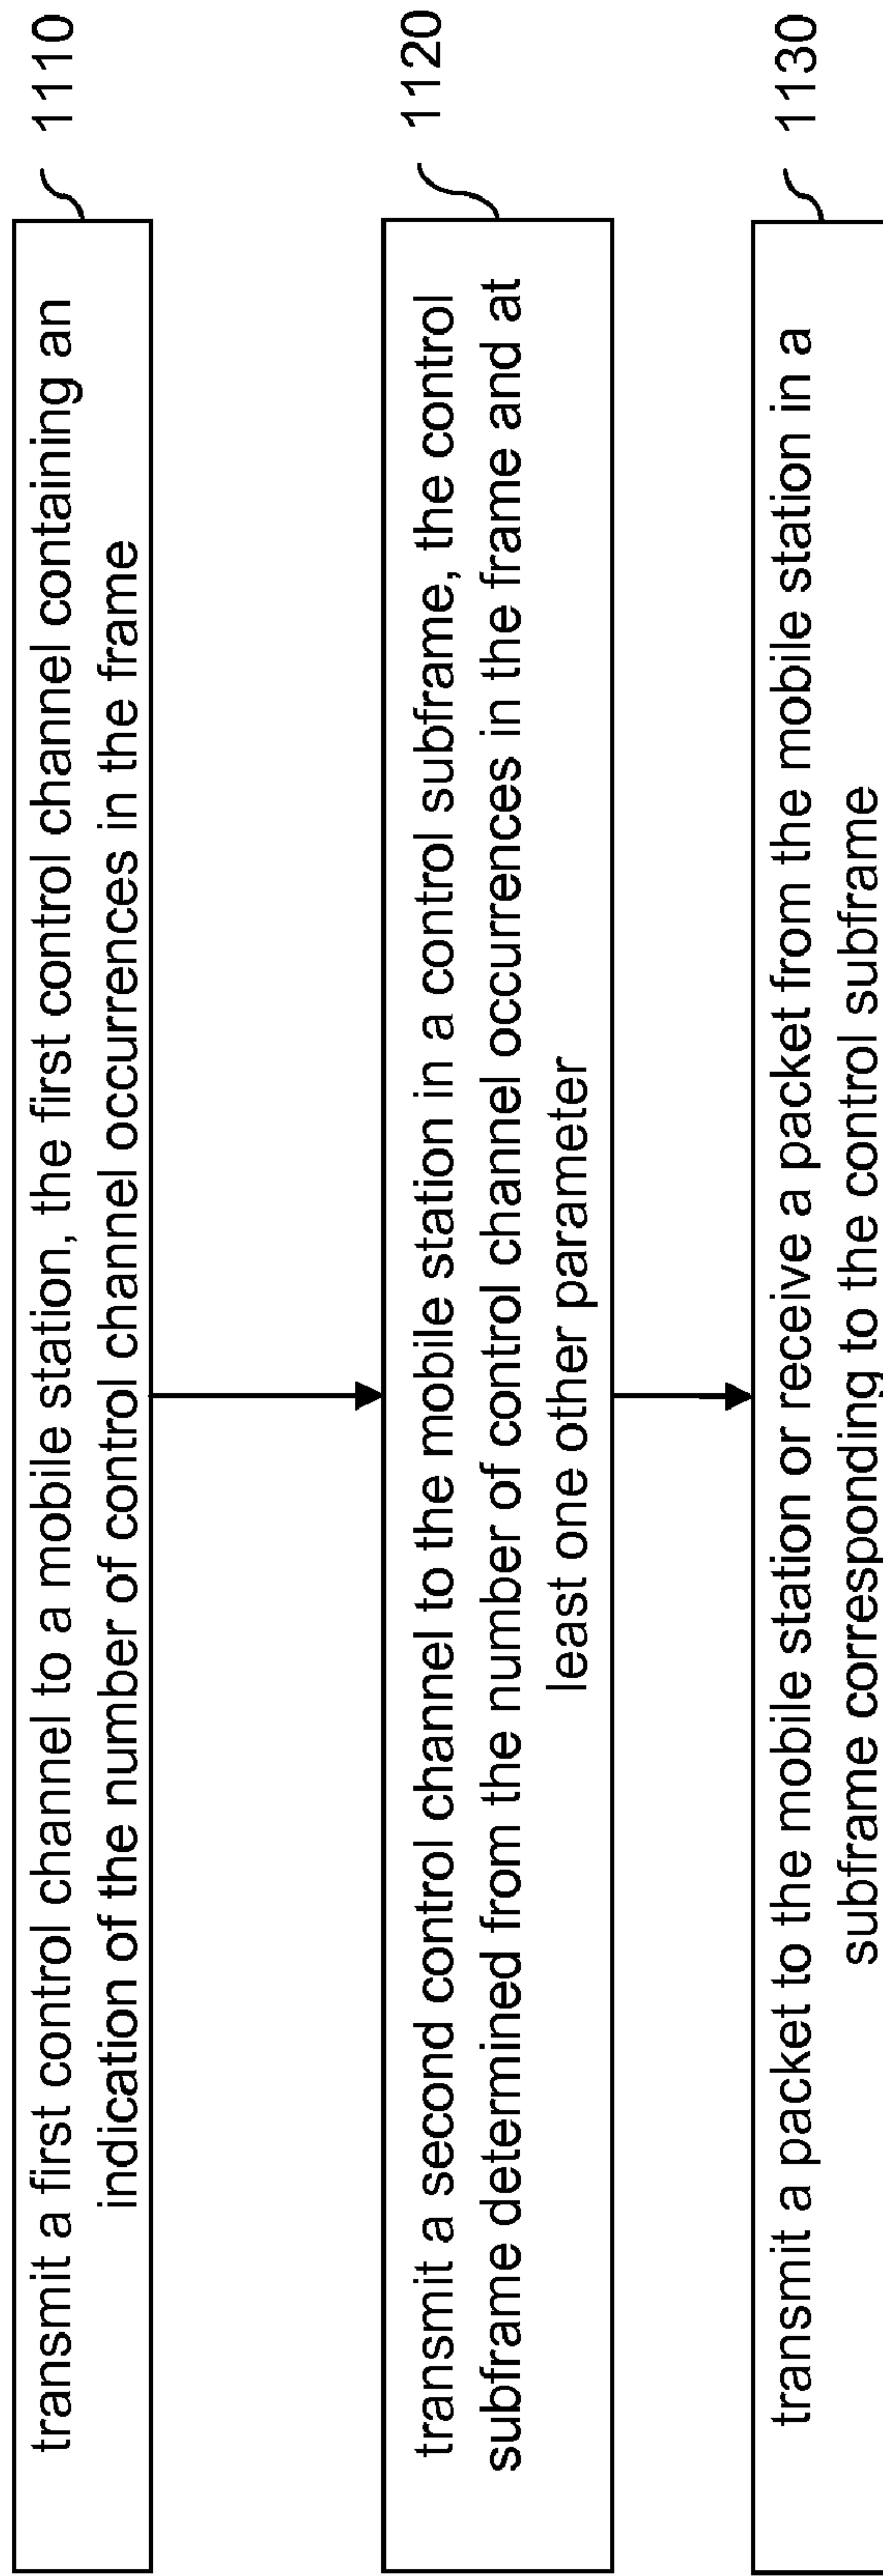 transmit a first control channel to a mobile station, the first control channel containing an
indication of the number of control channel occurrences in the frame
1110
transmit a second control channel to the mobile station in a control subframe, the control
subframe determined from the number of control channel occurrences in the frame and at
least one other parameter
1120
transmit a packet to the mobile station or receive a packet from the mobile station in a
subframe corresponding to the control subframe
1130